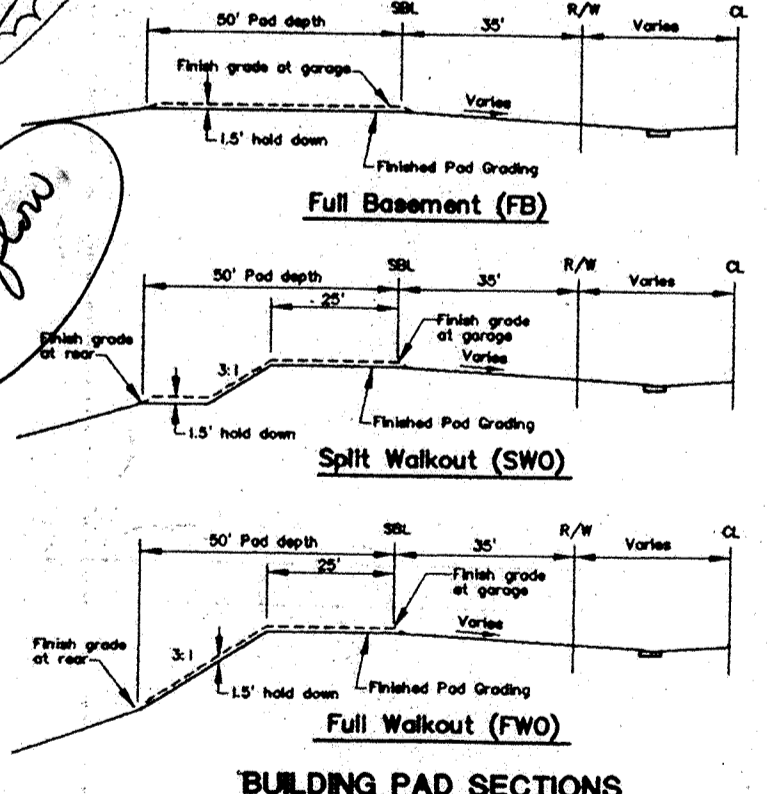 SBL R/W CL
50' Pad depth 35' Varies
Finish grade at garage
Varies
1.5' hold down
Finished Pad Grading
Full Basement (FB)
low
SBL R/W CL
50' Pad depth 35' Varies
25'
Finish grade
at garage
Finish grade
at rear
Varies
3:1
1.5' hold down
Finished Pad Grading
Split Walkout (SWO)
SBL R/W CL
50' Pad depth 35' Varies
25'
Finish grade
at garage
Varies
Finish grade
at rear
3:1
1.5' hold down
Finished Pad Grading
Full Walkout (FWO)
BUILDING PAD SECTIONS